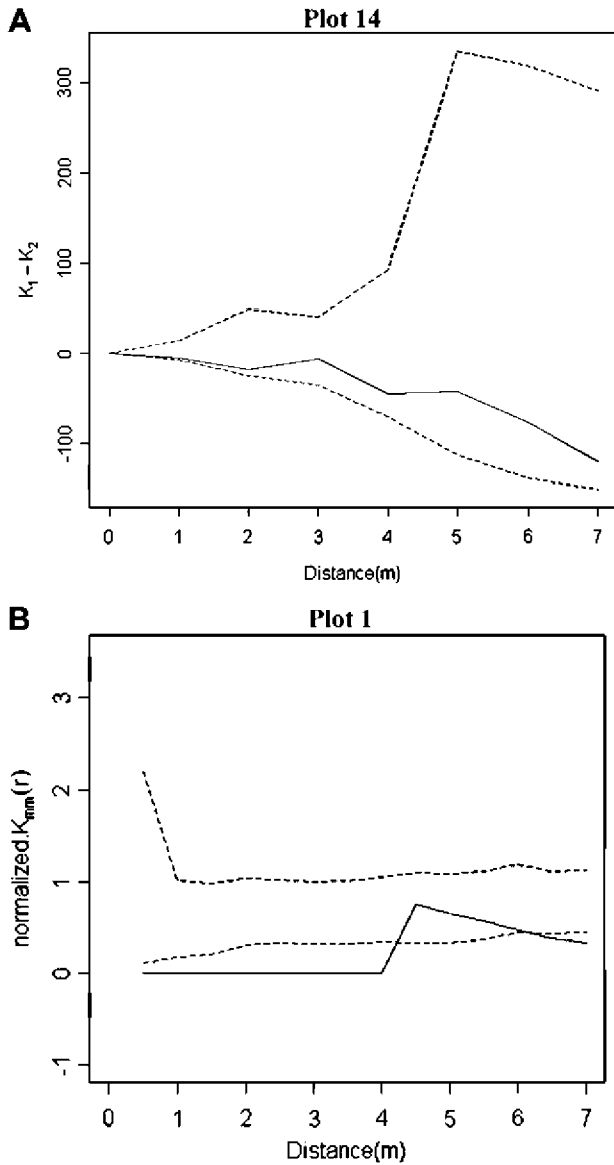 A
Plot 14
300
200
100
0
-100
K1 – K2
0 1 2 3 4 5 6 7
Distance(m)
B
Plot 1
3
2
1
0
-1
normalized.Kmm(r)
0 1 2 3 4 5 6 7
Distance(m)